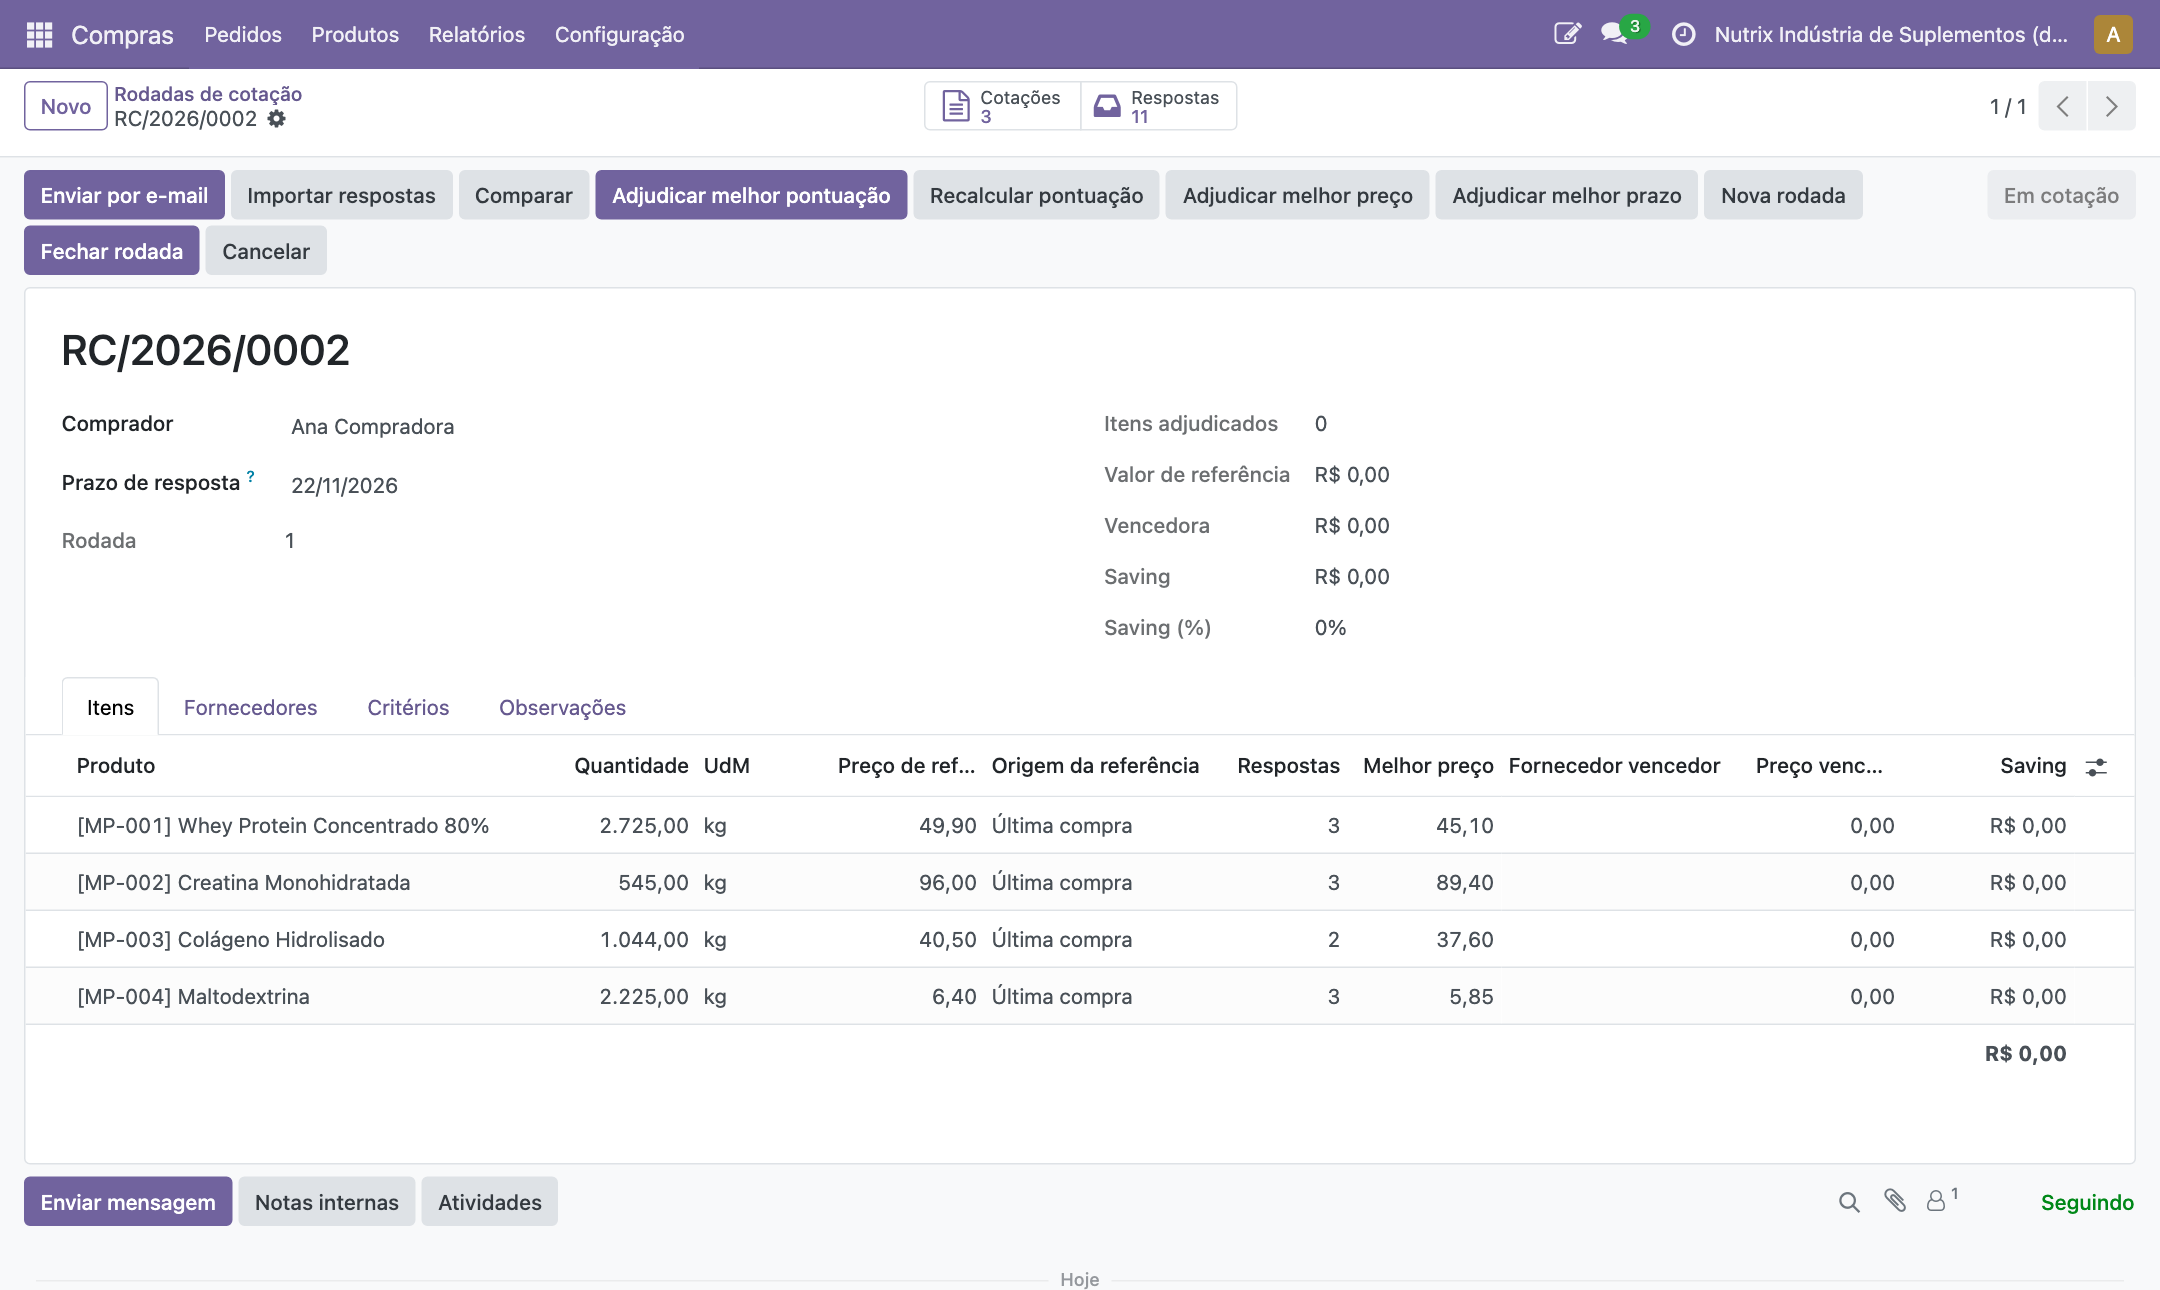 Compras Pedidos Produtos Relatórios Configuração 3 Nutrix Indústria de Suplementos (d... A
Novo
Rodadas de cotação
RC/2026/0002
Cotações
3
Respostas
11
1 / 1
Enviar por e-mail Importar respostas Comparar Adjudicar melhor pontuação Recalcular pontuação Adjudicar melhor preço Adjudicar melhor prazo Nova rodada Em cotação
Fechar rodada Cancelar
RC/2026/0002
Comprador Ana Compradora
Prazo de resposta ? 22/11/2026
Rodada 1
Itens adjudicados 0
Valor de referência R$ 0,00
Vencedora R$ 0,00
Saving R$ 0,00
Saving (%) 0%
Itens Fornecedores Critérios Observações
Produto Quantidade UdM Preço de ref... Origem da referência Respostas Melhor preço Fornecedor vencedor Preço venc... Saving
[MP-001] Whey Protein Concentrado 80% 2.725,00 kg 49,90 Última compra 3 45,10 0,00 R$ 0,00
[MP-002] Creatina Monohidratada 545,00 kg 96,00 Última compra 3 89,40 0,00 R$ 0,00
[MP-003] Colágeno Hidrolisado 1.044,00 kg 40,50 Última compra 2 37,60 0,00 R$ 0,00
[MP-004] Maltodextrina 2.225,00 kg 6,40 Última compra 3 5,85 0,00 R$ 0,00
R$ 0,00
Enviar mensagem Notas internas Atividades 1 Seguindo
Hoje